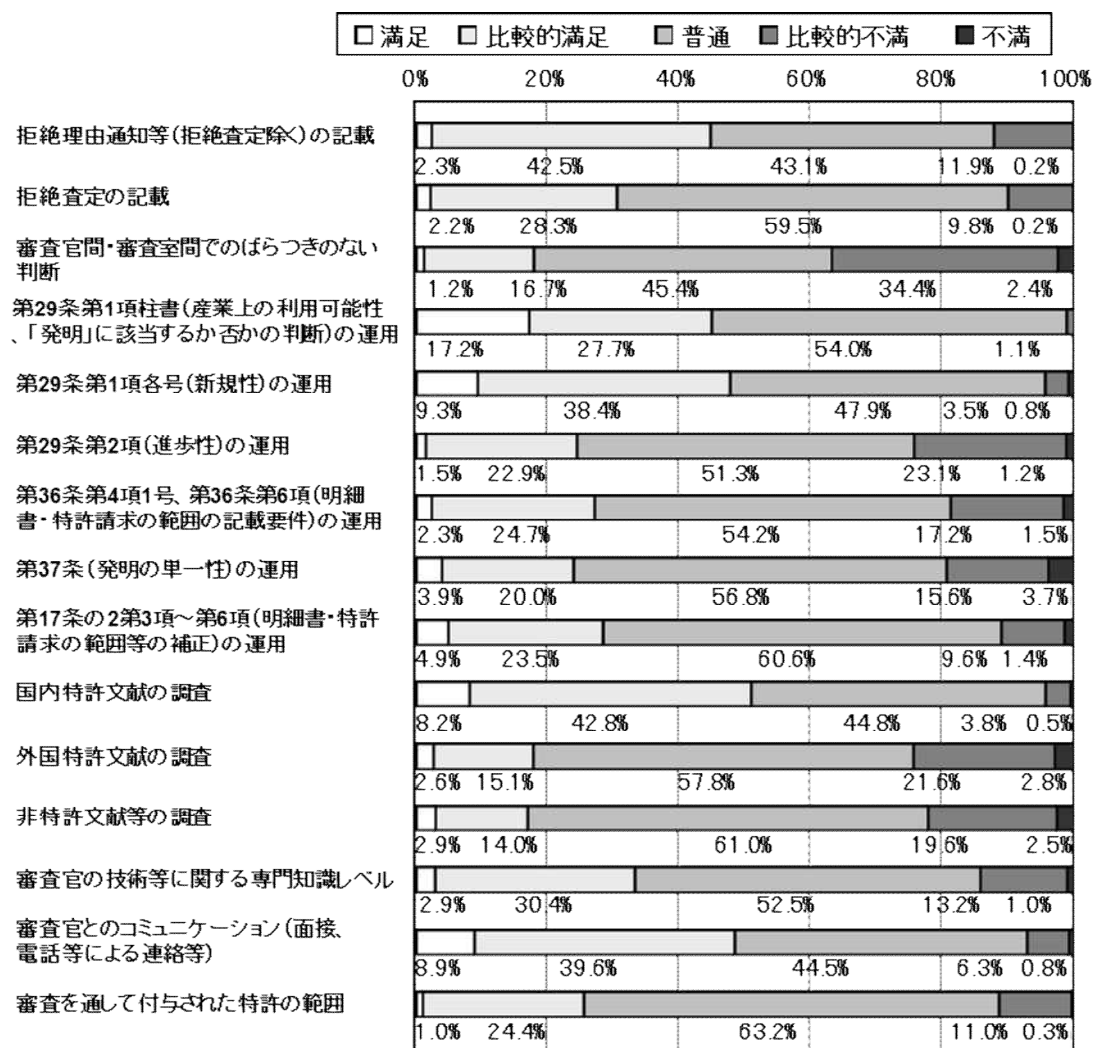 満足 比較的満足 普通 比較的不満 不満
0% 20% 40% 60% 80% 100%
拒絶理由通知等(拒絶査定除く)の記載
2.3% 42.5% 43.1% 11.9% 0.2%
拒絶査定の記載
2.2% 28.3% 59.5% 9.8% 0.2%
審査官間・審査室間でのばらつきのない
判断
1.2% 16.7% 45.4% 34.4% 2.4%
第29条第1項柱書(産業上の利用可能性
、「発明」に該当するか否かの判断)の運用
17.2% 27.7% 54.0% 1.1%
第29条第1項各号(新規性)の運用
9.3% 38.4% 47.9% 3.5% 0.8%
第29条第2項(進歩性)の運用
1.5% 22.9% 51.3% 23.1% 1.2%
第36条第4項1号、第36条第6項(明細
書・特許請求の範囲の記載要件)の運用
2.3% 24.7% 54.2% 17.2% 1.5%
第37条(発明の単一性)の運用
3.9% 20.0% 56.8% 15.6% 3.7%
第17条の2第3項～第6項(明細書・特許
請求の範囲等の補正)の運用
4.9% 23.5% 60.6% 9.6% 1.4%
国内特許文献の調査
8.2% 42.8% 44.8% 3.8% 0.5%
外国特許文献の調査
2.6% 15.1% 57.8% 21.6% 2.8%
非特許文献等の調査
2.9% 14.0% 61.0% 19.6% 2.5%
審査官の技術等に関する専門知識レベル
2.9% 30.4% 52.5% 13.2% 1.0%
審査官とのコミュニケーション(面接、
電話等による連絡等)
8.9% 39.6% 44.5% 6.3% 0.8%
審査を通して付与された特許の範囲
1.0% 24.4% 63.2% 11.0% 0.3%